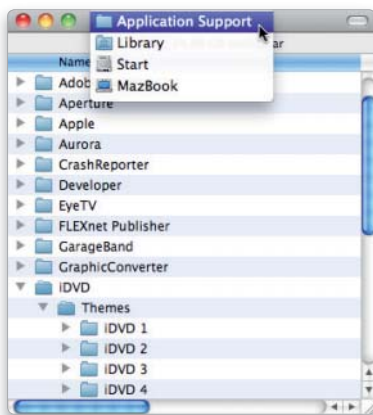 Application Support
Library
ar
Start
Name
MazBook
Adob
Aperture
Apple
Aurora
CrashReporter
Developer
EyeTV
FLEXnet Publisher
GarageBand
GraphicConverter
iDVD
Themes
iDVD 1
iDVD 2
iDVD 3
iDVD 4